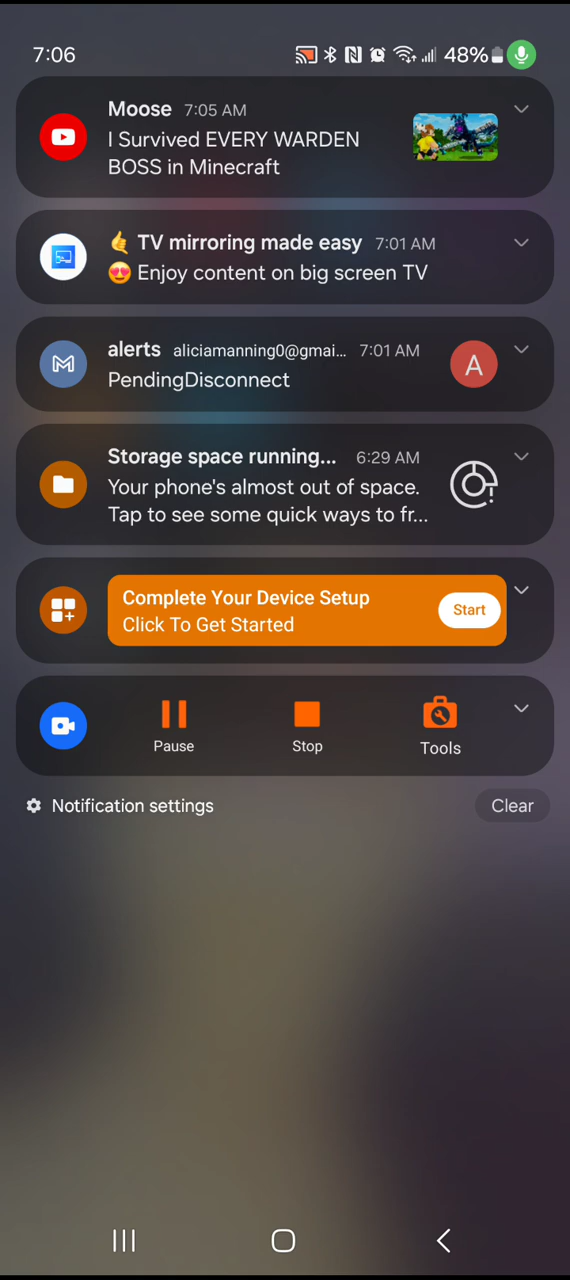 7:06 48%
Moose 7:05 AM
I Survived EVERY WARDEN
BOSS in Minecraft
🤙 TV mirroring made easy 7:01 AM
😍 Enjoy content on big screen TV
alerts aliciamanning0@gmai... 7:01 AM
PendingDisconnect
A
Storage space running... 6:29 AM
Your phone's almost out of space.
Tap to see some quick ways to fr...
Complete Your Device Setup
Click To Get Started
Start
Pause Stop Tools
Notification settings Clear